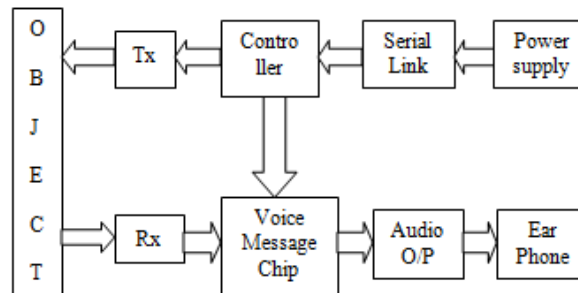 O
B
J
E
C
T
Tx
Contro
ller
Serial
Link
Power
supply
Rx
Voice
Message
Chip
Audio
O/P
Ear
Phone